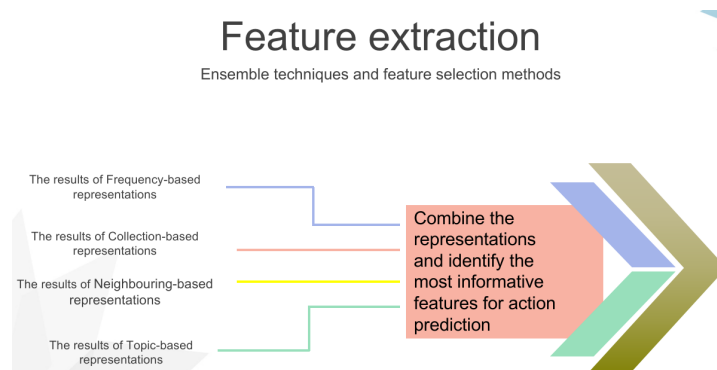 Feature extraction
Ensemble techniques and feature selection methods
The results of Frequency-based
representations
The results of Collection-based
representations
The results of Neighbouring-based
representations
The results of Topic-based
representations
Combine the
representations
and identify the
most informative
features for action
prediction